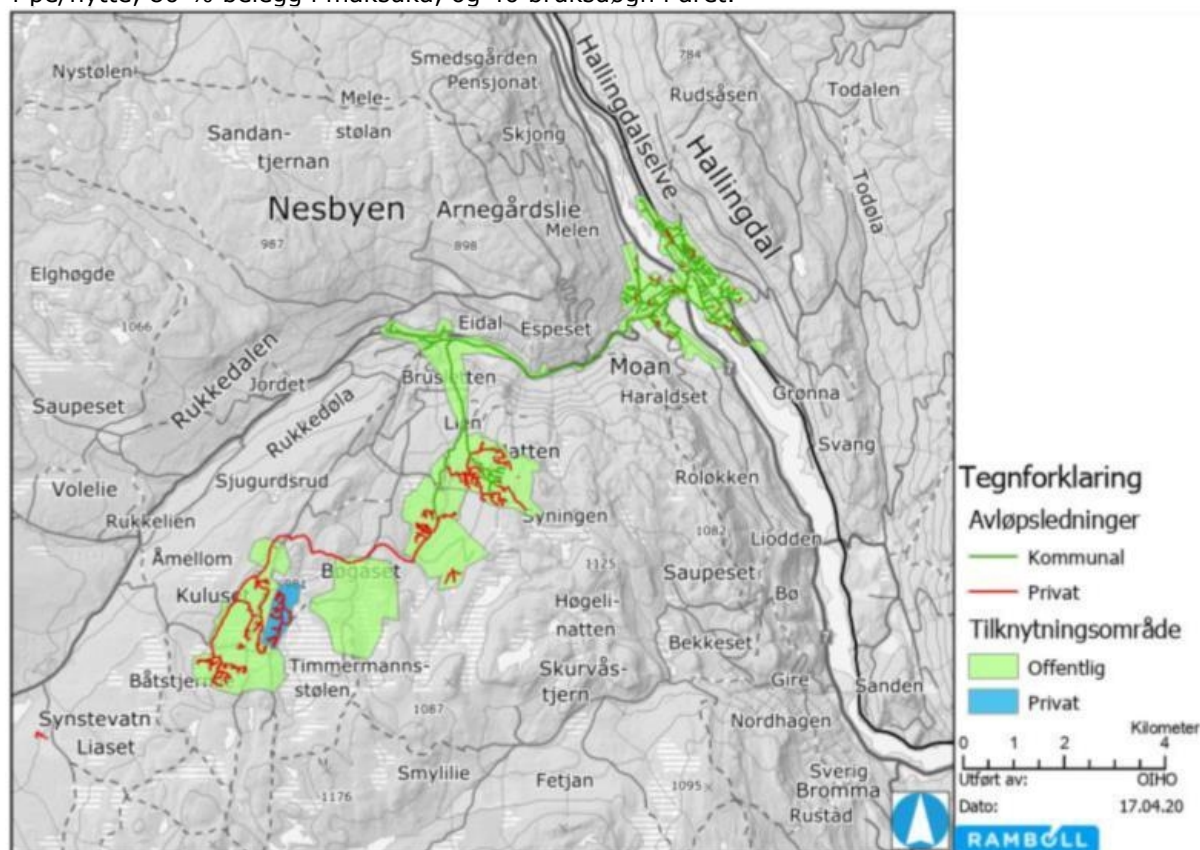 Nystølen
Smedsgården
Pensjonat
784
Rudsåsen
Todalen
Hallingdalselve
Mele-
stølan
Sandan-
tjernan
Skjong
Hallingdal
Todøla
Nesbyen
Arnegårdslie
Melen
987
898
Elghøgde
1066
Eidal
Espeset
Rukkedalen
Jordet
Moan
Haraldset
Grønna
Saupeset
Rukkedøla
Svang
Sjugurdsrud
Roløkken
Volelie
Rukkelien
Syningen
1082
Liodden
Åmellom
1125
Saupeset
Bø
Høgeli-
natten
Bekkeset
Timmermanns-
stølen
Skurvås-
tjern
Gire
Sanden
Synstevatn
Liaset
1087
Nordhagen
Smylilie
Fetjan
1095
Sverig
Bromma
Rustad
1176
Tegnforklaring
Avløpsledninger
Kommunal
Privat
Tilknytningsområde
Offentlig
Privat
Kilometer
0 1 2 4
Utført av: OIHO
Dato: 17.04.20
RAMBOLL